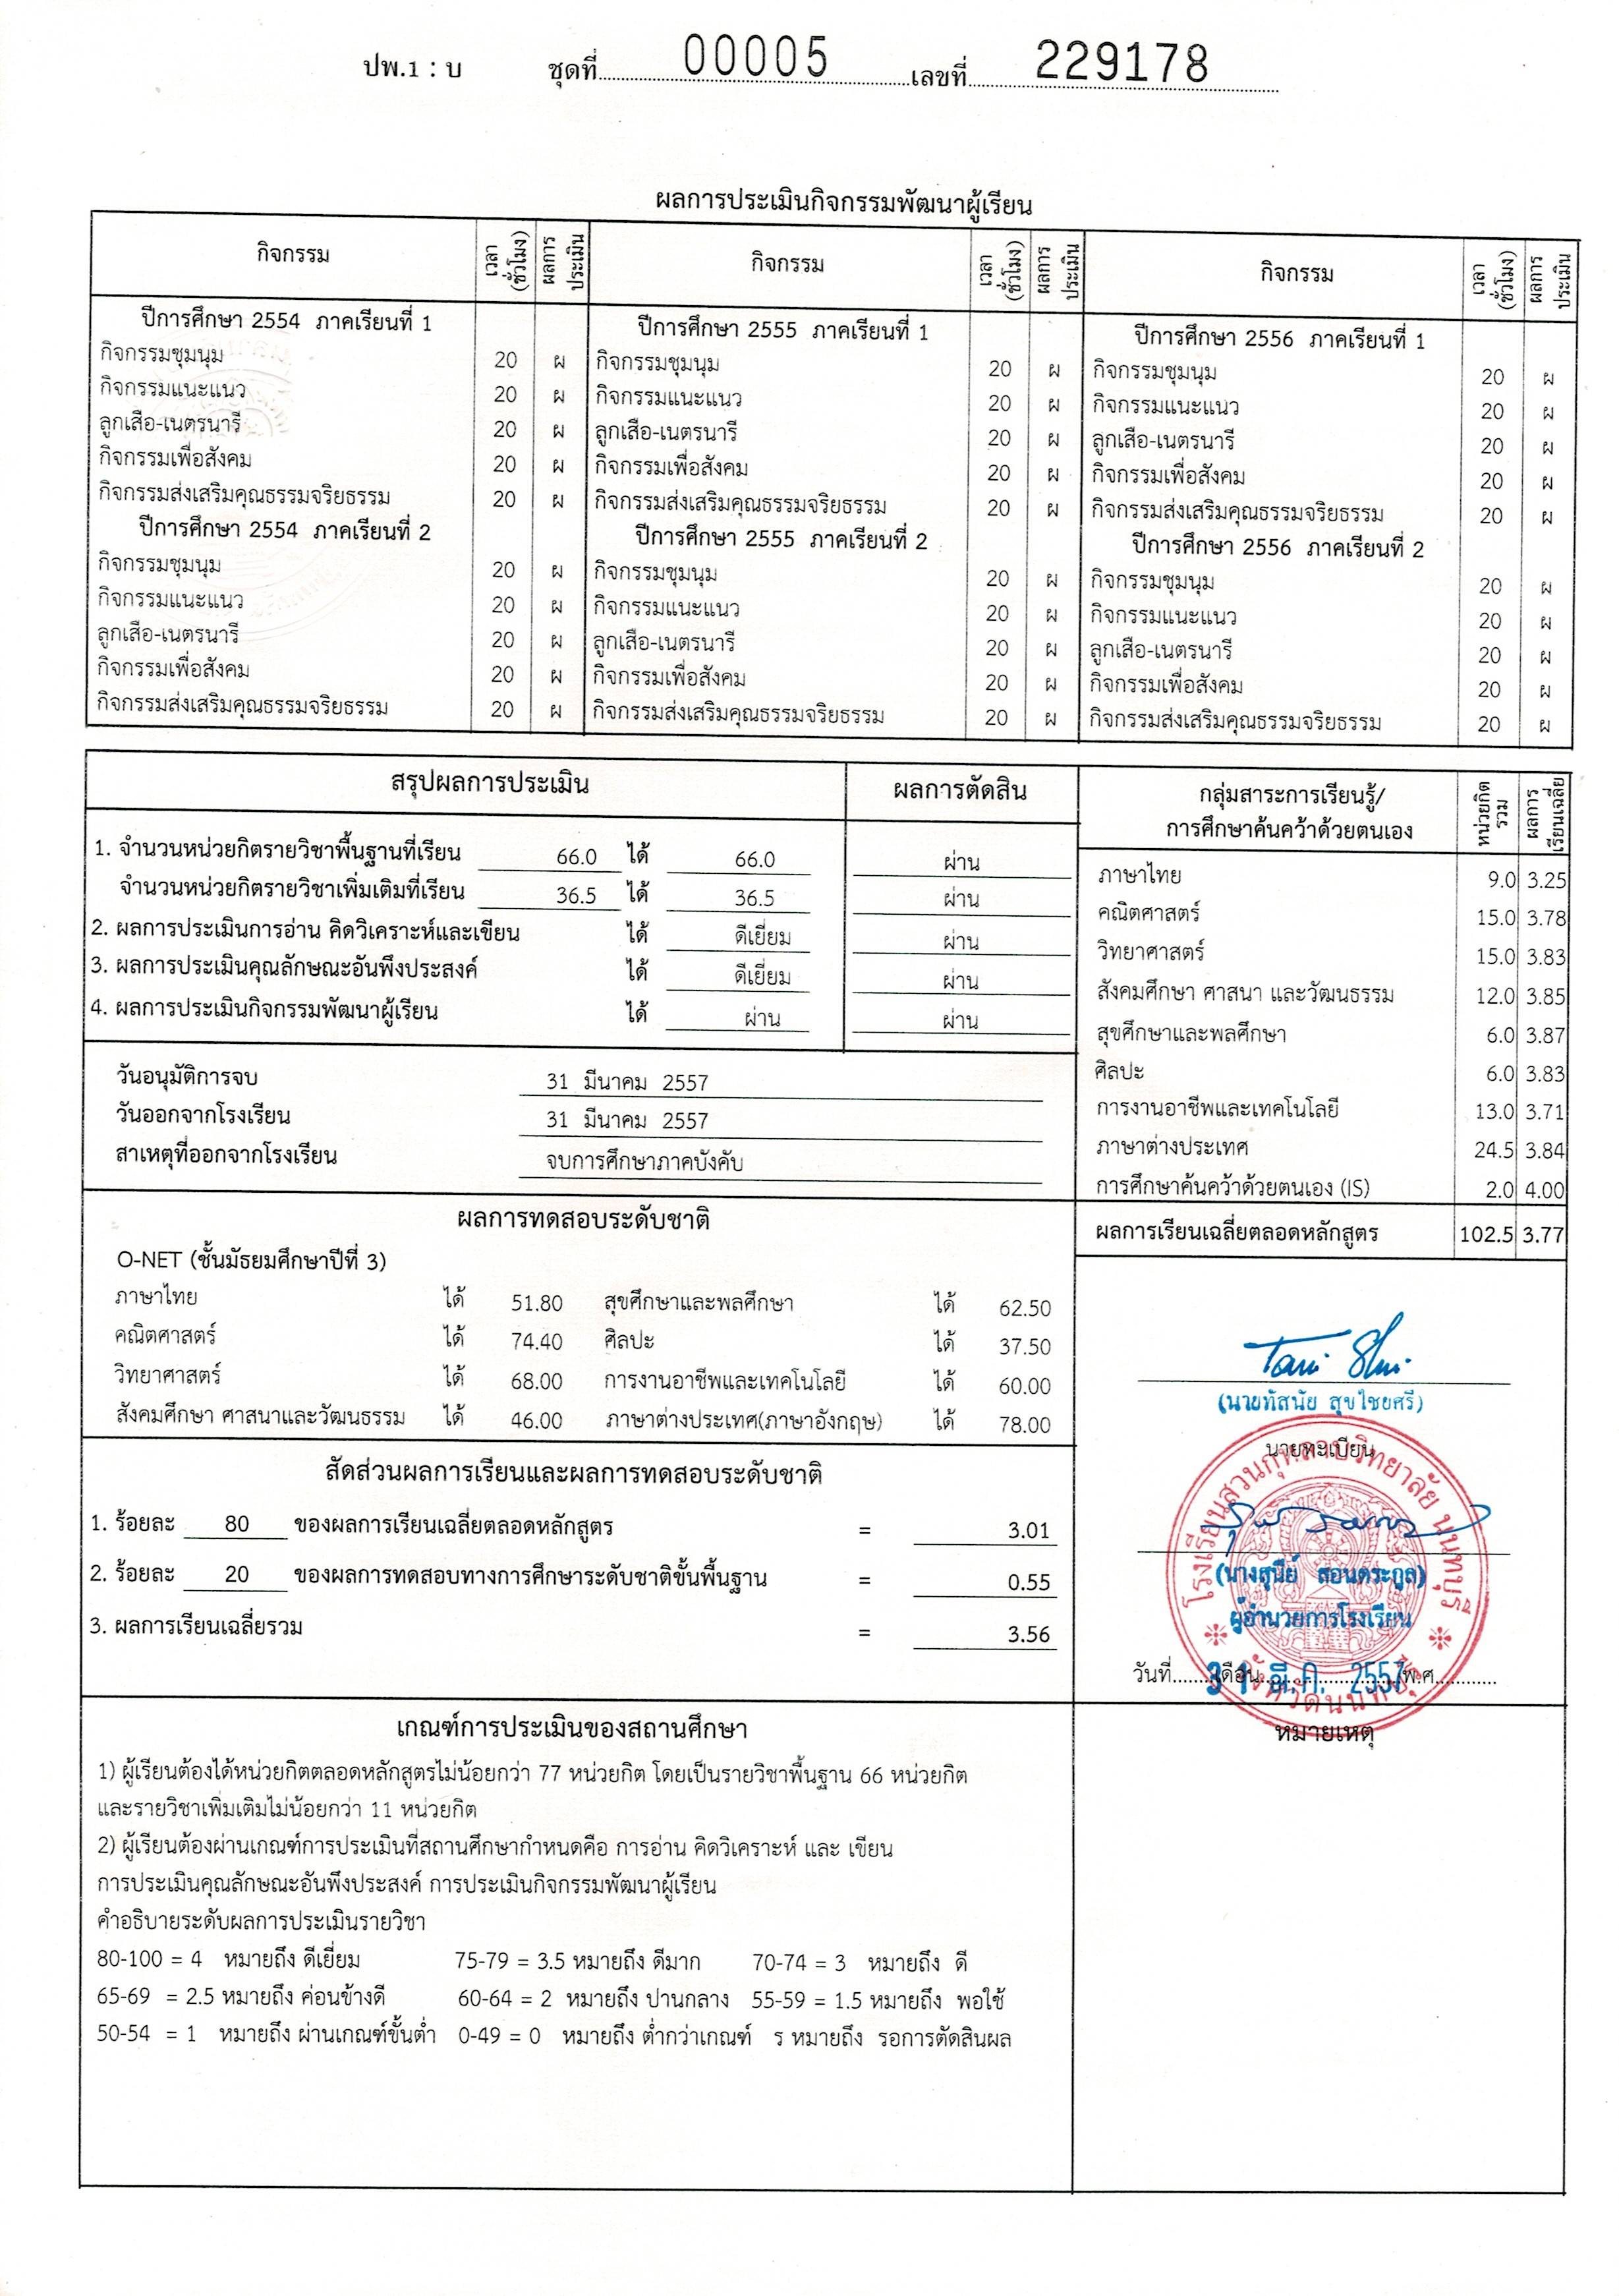 ปพ.1 : บ ชุดที่ 00005 เลขที่ 229178
ผลการประเมินกิจกรรมพัฒนาผู้เรียน
กิจกรรม เวลา (ชั่วโมง) ผลการประเมิน กิจกรรม เวลา (ชั่วโมง) ผลการประเมิน กิจกรรม เวลา (ชั่วโมง) ผลการประเมิน
ปีการศึกษา 2554 ภาคเรียนที่ 1 ปีการศึกษา 2555 ภาคเรียนที่ 1 ปีการศึกษา 2556 ภาคเรียนที่ 1
กิจกรรมชุมนุม 20 ผ กิจกรรมชุมนุม 20 ผ กิจกรรมชุมนุม 20 ผ
กิจกรรมแนะแนว 20 ผ กิจกรรมแนะแนว 20 ผ กิจกรรมแนะแนว 20 ผ
ลูกเสือ-เนตรนารี 20 ผ ลูกเสือ-เนตรนารี 20 ผ ลูกเสือ-เนตรนารี 20 ผ
กิจกรรมเพื่อสังคม 20 ผ กิจกรรมเพื่อสังคม 20 ผ กิจกรรมเพื่อสังคม 20 ผ
กิจกรรมส่งเสริมคุณธรรมจริยธรรม 20 ผ กิจกรรมส่งเสริมคุณธรรมจริยธรรม 20 ผ กิจกรรมส่งเสริมคุณธรรมจริยธรรม 20 ผ
ปีการศึกษา 2554 ภาคเรียนที่ 2 ปีการศึกษา 2555 ภาคเรียนที่ 2 ปีการศึกษา 2556 ภาคเรียนที่ 2
กิจกรรมชุมนุม 20 ผ กิจกรรมชุมนุม 20 ผ กิจกรรมชุมนุม 20 ผ
กิจกรรมแนะแนว 20 ผ กิจกรรมแนะแนว 20 ผ กิจกรรมแนะแนว 20 ผ
ลูกเสือ-เนตรนารี 20 ผ ลูกเสือ-เนตรนารี 20 ผ ลูกเสือ-เนตรนารี 20 ผ
กิจกรรมเพื่อสังคม 20 ผ กิจกรรมเพื่อสังคม 20 ผ กิจกรรมเพื่อสังคม 20 ผ
กิจกรรมส่งเสริมคุณธรรมจริยธรรม 20 ผ กิจกรรมส่งเสริมคุณธรรมจริยธรรม 20 ผ กิจกรรมส่งเสริมคุณธรรมจริยธรรม 20 ผ
สรุปผลการประเมิน ผลการตัดสิน
1. จำนวนหน่วยกิตรายวิชาพื้นฐานที่เรียน 66.0 ได้ 66.0 ผ่าน
จำนวนหน่วยกิตรายวิชาเพิ่มเติมที่เรียน 36.5 ได้ 36.5 ผ่าน
2. ผลการประเมินการอ่าน คิดวิเคราะห์และเขียน ได้ ดีเยี่ยม ผ่าน
3. ผลการประเมินคุณลักษณะอันพึงประสงค์ ได้ ดีเยี่ยม ผ่าน
4. ผลการประเมินกิจกรรมพัฒนาผู้เรียน ได้ ผ่าน ผ่าน
วันอนุมัติการจบ 31 มีนาคม 2557
วันออกจากโรงเรียน 31 มีนาคม 2557
สาเหตุที่ออกจากโรงเรียน จบการศึกษาภาคบังคับ
กลุ่มสาระการเรียนรู้/ หน่วยกิตรวม ผลการเรียนเฉลี่ย
การศึกษาค้นคว้าด้วยตนเอง
ภาษาไทย 9.0 3.25
คณิตศาสตร์ 15.0 3.78
วิทยาศาสตร์ 15.0 3.83
สังคมศึกษา ศาสนา และวัฒนธรรม 12.0 3.85
สุขศึกษาและพลศึกษา 6.0 3.87
ศิลปะ 6.0 3.83
การงานอาชีพและเทคโนโลยี 13.0 3.71
ภาษาต่างประเทศ 24.5 3.84
การศึกษาค้นคว้าด้วยตนเอง (IS) 2.0 4.00
ผลการเรียนเฉลี่ยตลอดหลักสูตร 102.5 3.77
ผลการทดสอบระดับชาติ
O-NET (ชั้นมัธยมศึกษาปีที่ 3)
ภาษาไทย ได้ 51.80 สุขศึกษาและพลศึกษา ได้ 62.50
คณิตศาสตร์ ได้ 74.40 ศิลปะ ได้ 37.50
วิทยาศาสตร์ ได้ 68.00 การงานอาชีพและเทคโนโลยี ได้ 60.00
สังคมศึกษา ศาสนาและวัฒนธรรม ได้ 46.00 ภาษาต่างประเทศ(ภาษาอังกฤษ) ได้ 78.00
สัดส่วนผลการเรียนและผลการทดสอบระดับชาติ
1. ร้อยละ 80 ของผลการเรียนเฉลี่ยตลอดหลักสูตร = 3.01
2. ร้อยละ 20 ของผลการทดสอบทางการศึกษาระดับชาติขั้นพื้นฐาน = 0.55
3. ผลการเรียนเฉลี่ยรวม = 3.56
(นายทัสนัย สุขไชยศรี)
นายทะเบียน
โรงเรียนสวนกุหลาบวิทยาลัย นนทบุรี
จังหวัดนนทบุรี
(นางสุนีย์ สอนตระกูล)
ผู้อำนวยการโรงเรียน
วันที่ เดือน พ.ศ.
31 มี.ค. 2557
หมายเหตุ
เกณฑ์การประเมินของสถานศึกษา
1) ผู้เรียนต้องได้หน่วยกิตตลอดหลักสูตรไม่น้อยกว่า 77 หน่วยกิต โดยเป็นรายวิชาพื้นฐาน 66 หน่วยกิต
และรายวิชาเพิ่มเติมไม่น้อยกว่า 11 หน่วยกิต
2) ผู้เรียนต้องผ่านเกณฑ์การประเมินที่สถานศึกษากำหนดคือ การอ่าน คิดวิเคราะห์ และ เขียน
การประเมินคุณลักษณะอันพึงประสงค์ การประเมินกิจกรรมพัฒนาผู้เรียน
คำอธิบายระดับผลการประเมินรายวิชา
80-100 = 4 หมายถึง ดีเยี่ยม 75-79 = 3.5 หมายถึง ดีมาก 70-74 = 3 หมายถึง ดี
65-69 = 2.5 หมายถึง ค่อนข้างดี 60-64 = 2 หมายถึง ปานกลาง 55-59 = 1.5 หมายถึง พอใช้
50-54 = 1 หมายถึง ผ่านเกณฑ์ขั้นต่ำ 0-49 = 0 หมายถึง ต่ำกว่าเกณฑ์ ร หมายถึง รอการตัดสินผล